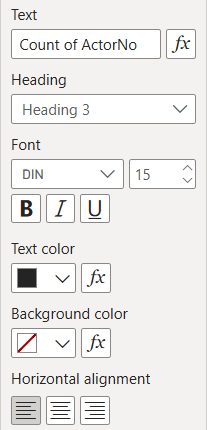 Text
Count of ActorNo fx
Heading
Heading 3
Font
DIN 15
B I U
Text color
fx
Background color
fx
Horizontal alignment